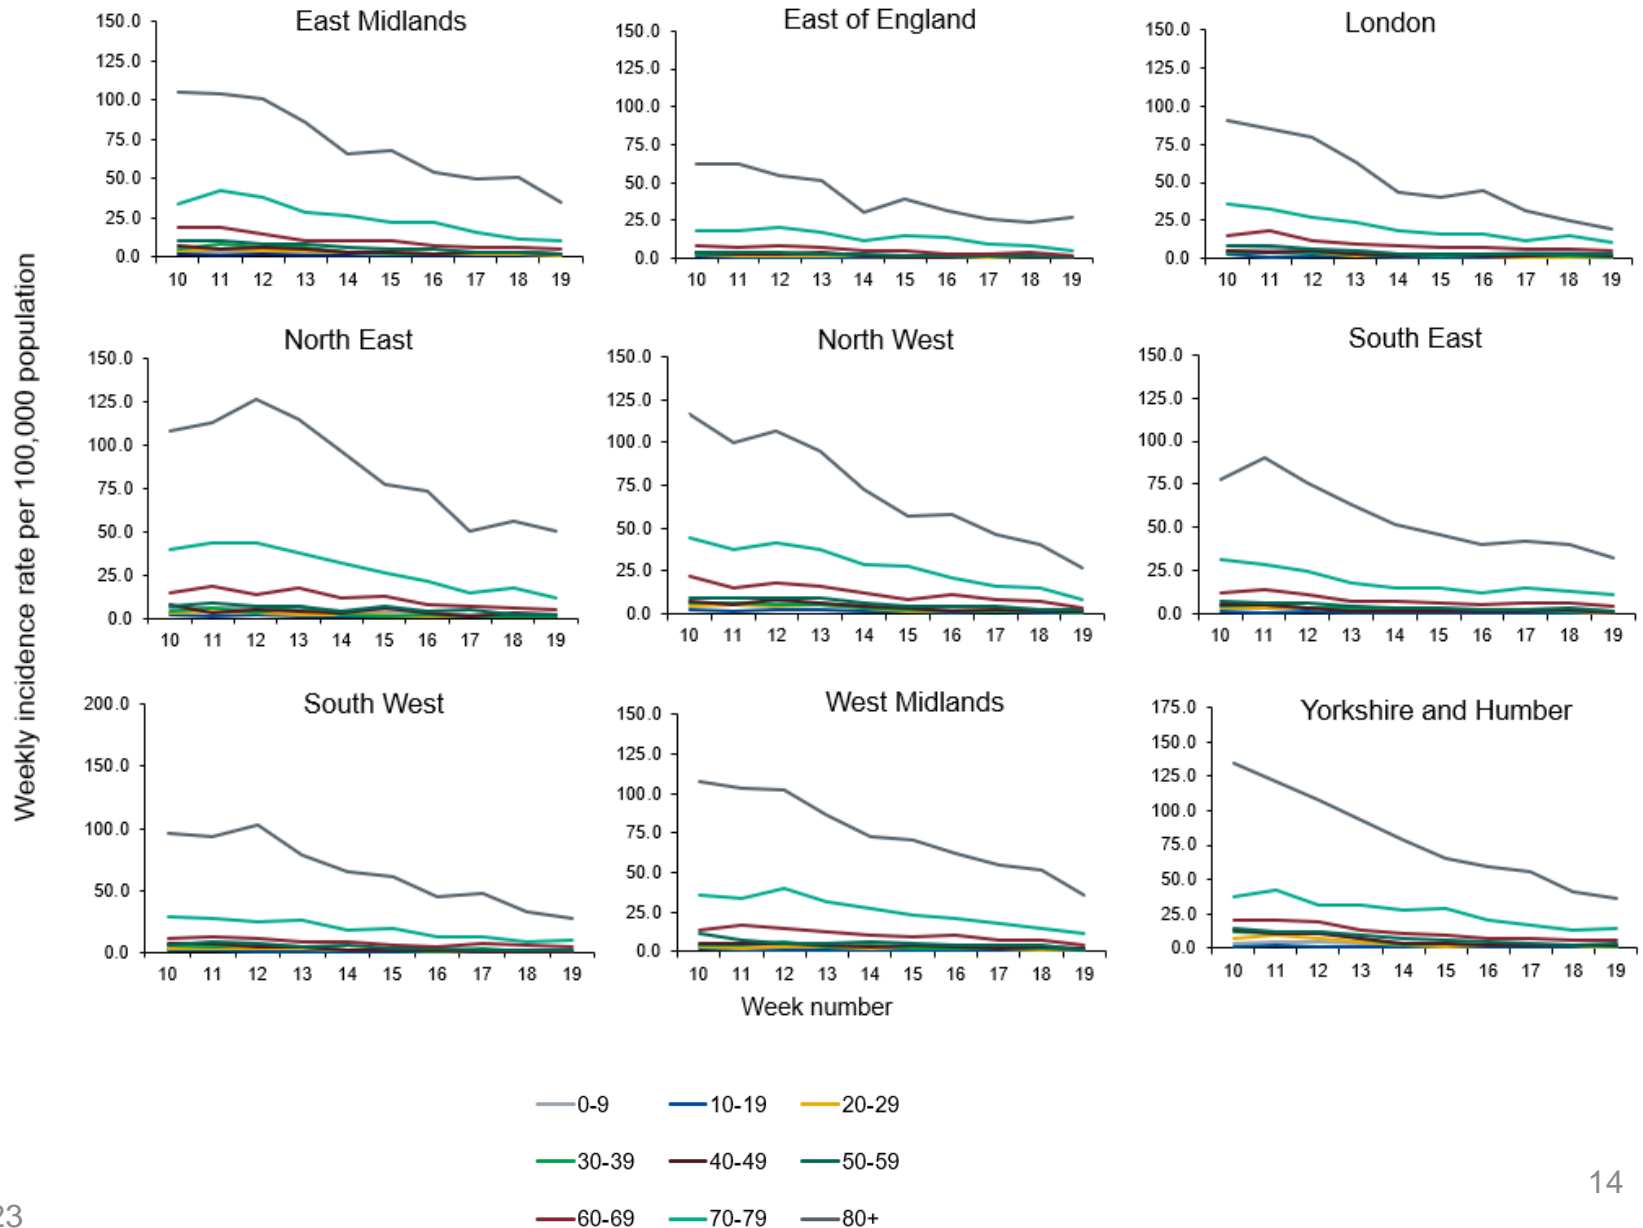 East Midlands
150.0
125.0
100.0
75.0
50.0
25.0
0.0
10 11 12 13 14 15 16 17 18 19
East of England
150.0
125.0
100.0
75.0
50.0
25.0
0.0
10 11 12 13 14 15 16 17 18 19
London
150.0
125.0
100.0
75.0
50.0
25.0
0.0
10 11 12 13 14 15 16 17 18 19
Weekly incidence rate per 100,000 population
North East
150.0
125.0
100.0
75.0
50.0
25.0
0.0
10 11 12 13 14 15 16 17 18 19
North West
150.0
125.0
100.0
75.0
50.0
25.0
0.0
10 11 12 13 14 15 16 17 18 19
South East
150.0
125.0
100.0
75.0
50.0
25.0
0.0
10 11 12 13 14 15 16 17 18 19
South West
200.0
150.0
100.0
50.0
0.0
10 11 12 13 14 15 16 17 18 19
West Midlands
150.0
125.0
100.0
75.0
50.0
25.0
0.0
10 11 12 13 14 15 16 17 18 19
Yorkshire and Humber
175.0
150.0
125.0
100.0
75.0
50.0
25.0
0.0
10 11 12 13 14 15 16 17 18 19
Week number
0-9 10-19 20-29
30-39 40-49 50-59
60-69 70-79 80+
14
23